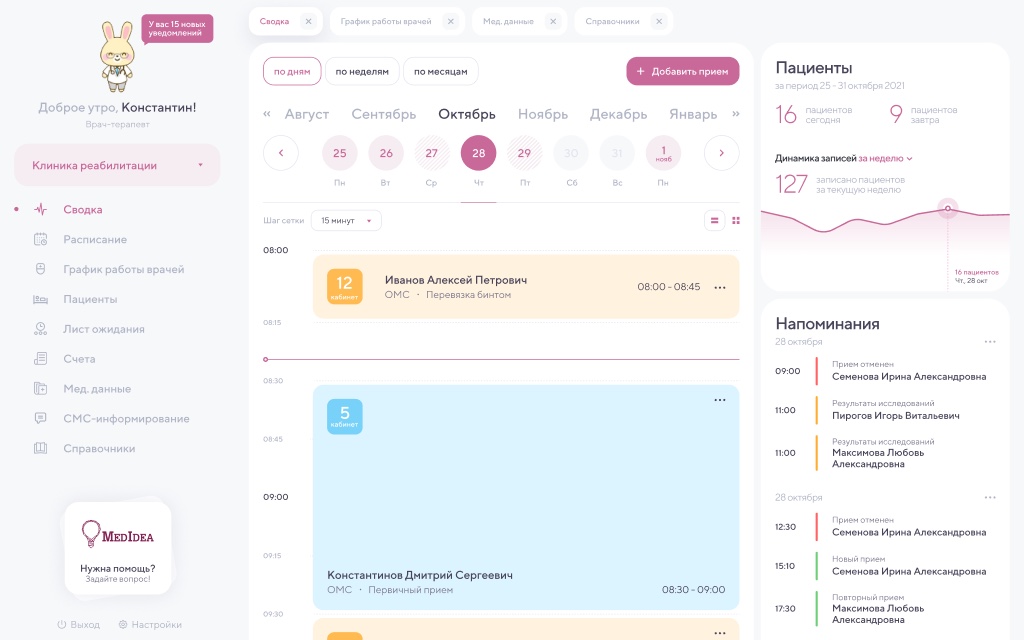 У вас 15 новых
уведомлений
Доброе утро, Константин!
Врач-терапевт
Клиника реабилитации
Сводка
Расписание
График работы врачей
Пациенты
Лист ожидания
Счета
Мед. данные
СМС-информирование
Справочники
MEDIDEA
Нужна помощь?
Задайте вопрос!
Выход
Настройки
Сводка
График работы врачей
Мед. данные
Справочники
по дням
по неделям
по месяцам
+ Добавить прием
« Август Сентябрь Октябрь Ноябрь Декабрь Январь »
25 26 27 28 29 30 31 1 нояб
Пн Вт Ср Чт Пт Сб Вс Пн
Шаг сетки 15 минут
08:00
12
кабинет
Иванов Алексей Петрович
ОМС · Перевязка бинтом
08:00 - 08:45
08:15
08:30
5
кабинет
08:45
09:00
09:15
Константинов Дмитрий Сергеевич
ОМС · Первичный прием
08:30 - 09:00
09:30
Пациенты
за период 25 - 31 октября 2021
16 пациентов
сегодня
9 пациентов
завтра
Динамика записей за неделю
127 записано пациентов
за текущую неделю
16 пациентов
Чт, 28 окт
Напоминания
28 октября
09:00
Прием отменен
Семенова Ирина Александровна
11:00
Результаты исследований
Пирогов Игорь Витальевич
11:00
Результаты исследований
Максимова Любовь
Александровна
28 октября
12:30
Прием отменен
Семенова Ирина Александровна
15:10
Новый прием
Семенова Ирина Александровна
17:30
Повторный прием
Максимова Любовь
Александровна